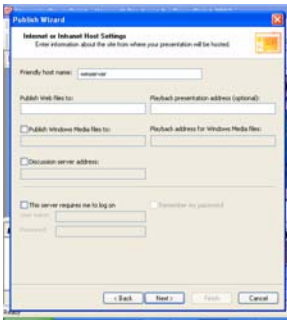 Publish Wizard
Internet or Intranet Host Settings
Enter information about the site from where your presentation will be hosted.
Friendly host name:
Publish Web files to: Playback presentation address (optional):
Publish Windows Media files to: Playback address for Windows Media files:
Discussion server address:
This server requires me to log on Remember my password
User name:
Password:
< Back Next > Finish Cancel
Ready